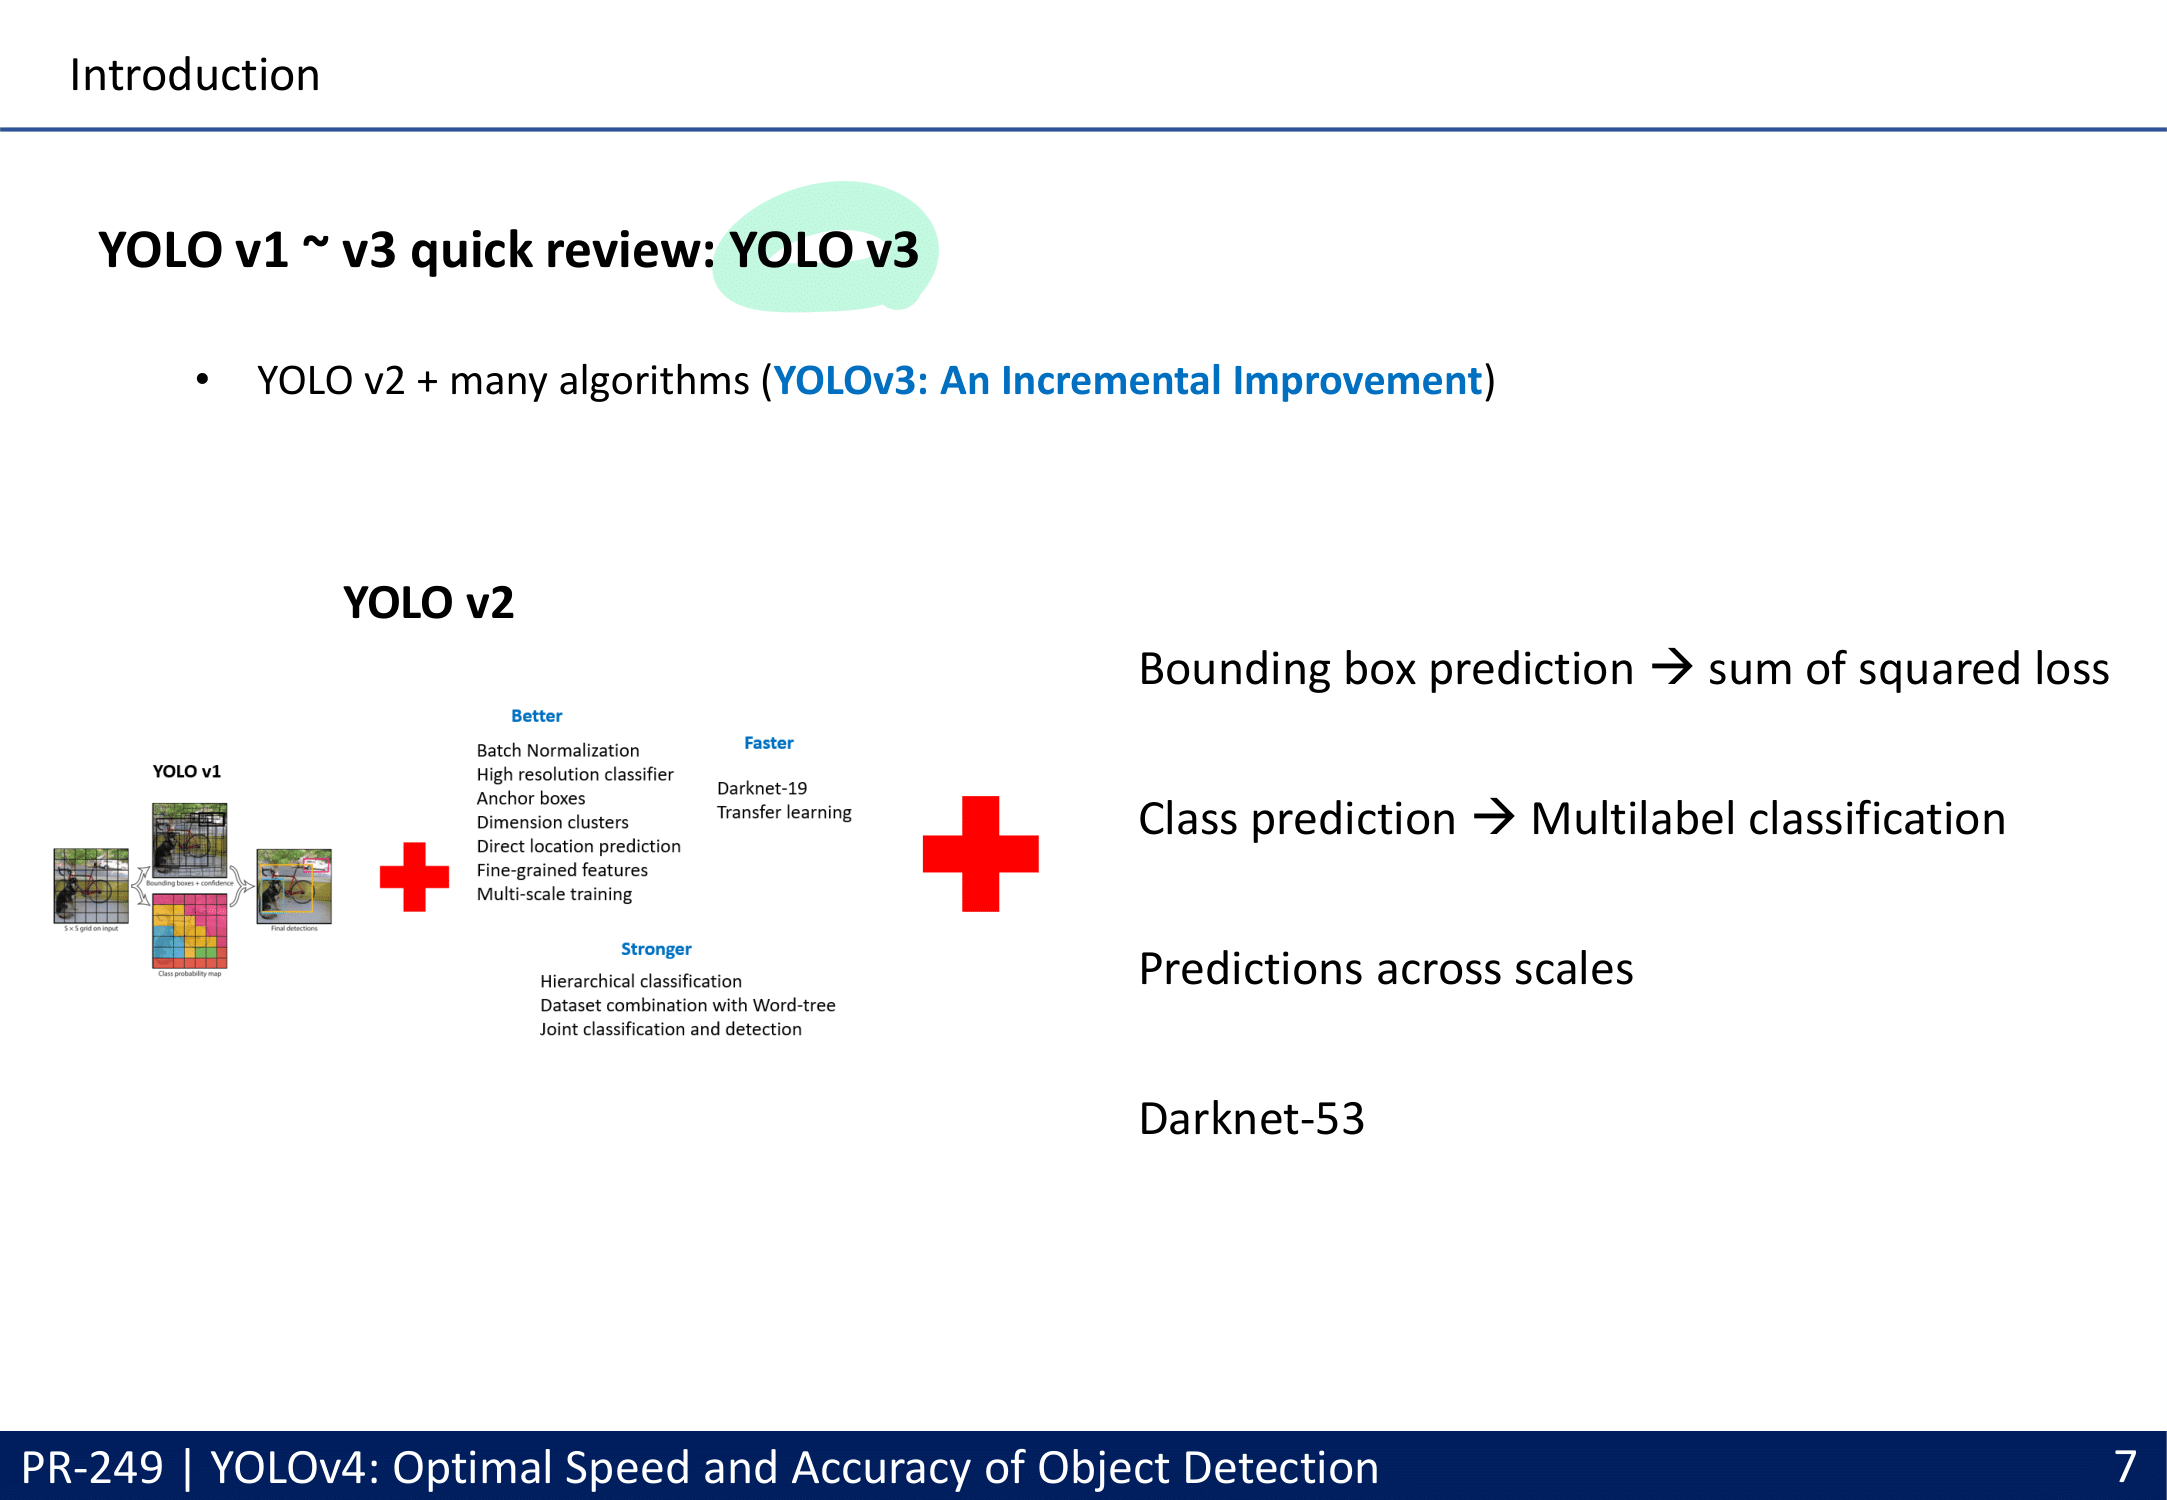 Introduction
YOLO v1 ~ v3 quick review: YOLO v3
• YOLO v2 + many algorithms (YOLOv3: An Incremental Improvement)
YOLO v2
YOLO v1
S × S grid on input
Bounding boxes + confidence
Class probability map
Final detections
Better
Batch Normalization
High resolution classifier
Anchor boxes
Dimension clusters
Direct location prediction
Fine-grained features
Multi-scale training
Faster
Darknet-19
Transfer learning
Stronger
Hierarchical classification
Dataset combination with Word-tree
Joint classification and detection
Bounding box prediction → sum of squared loss
Class prediction → Multilabel classification
Predictions across scales
Darknet-53
PR-249 | YOLOv4: Optimal Speed and Accuracy of Object Detection
7